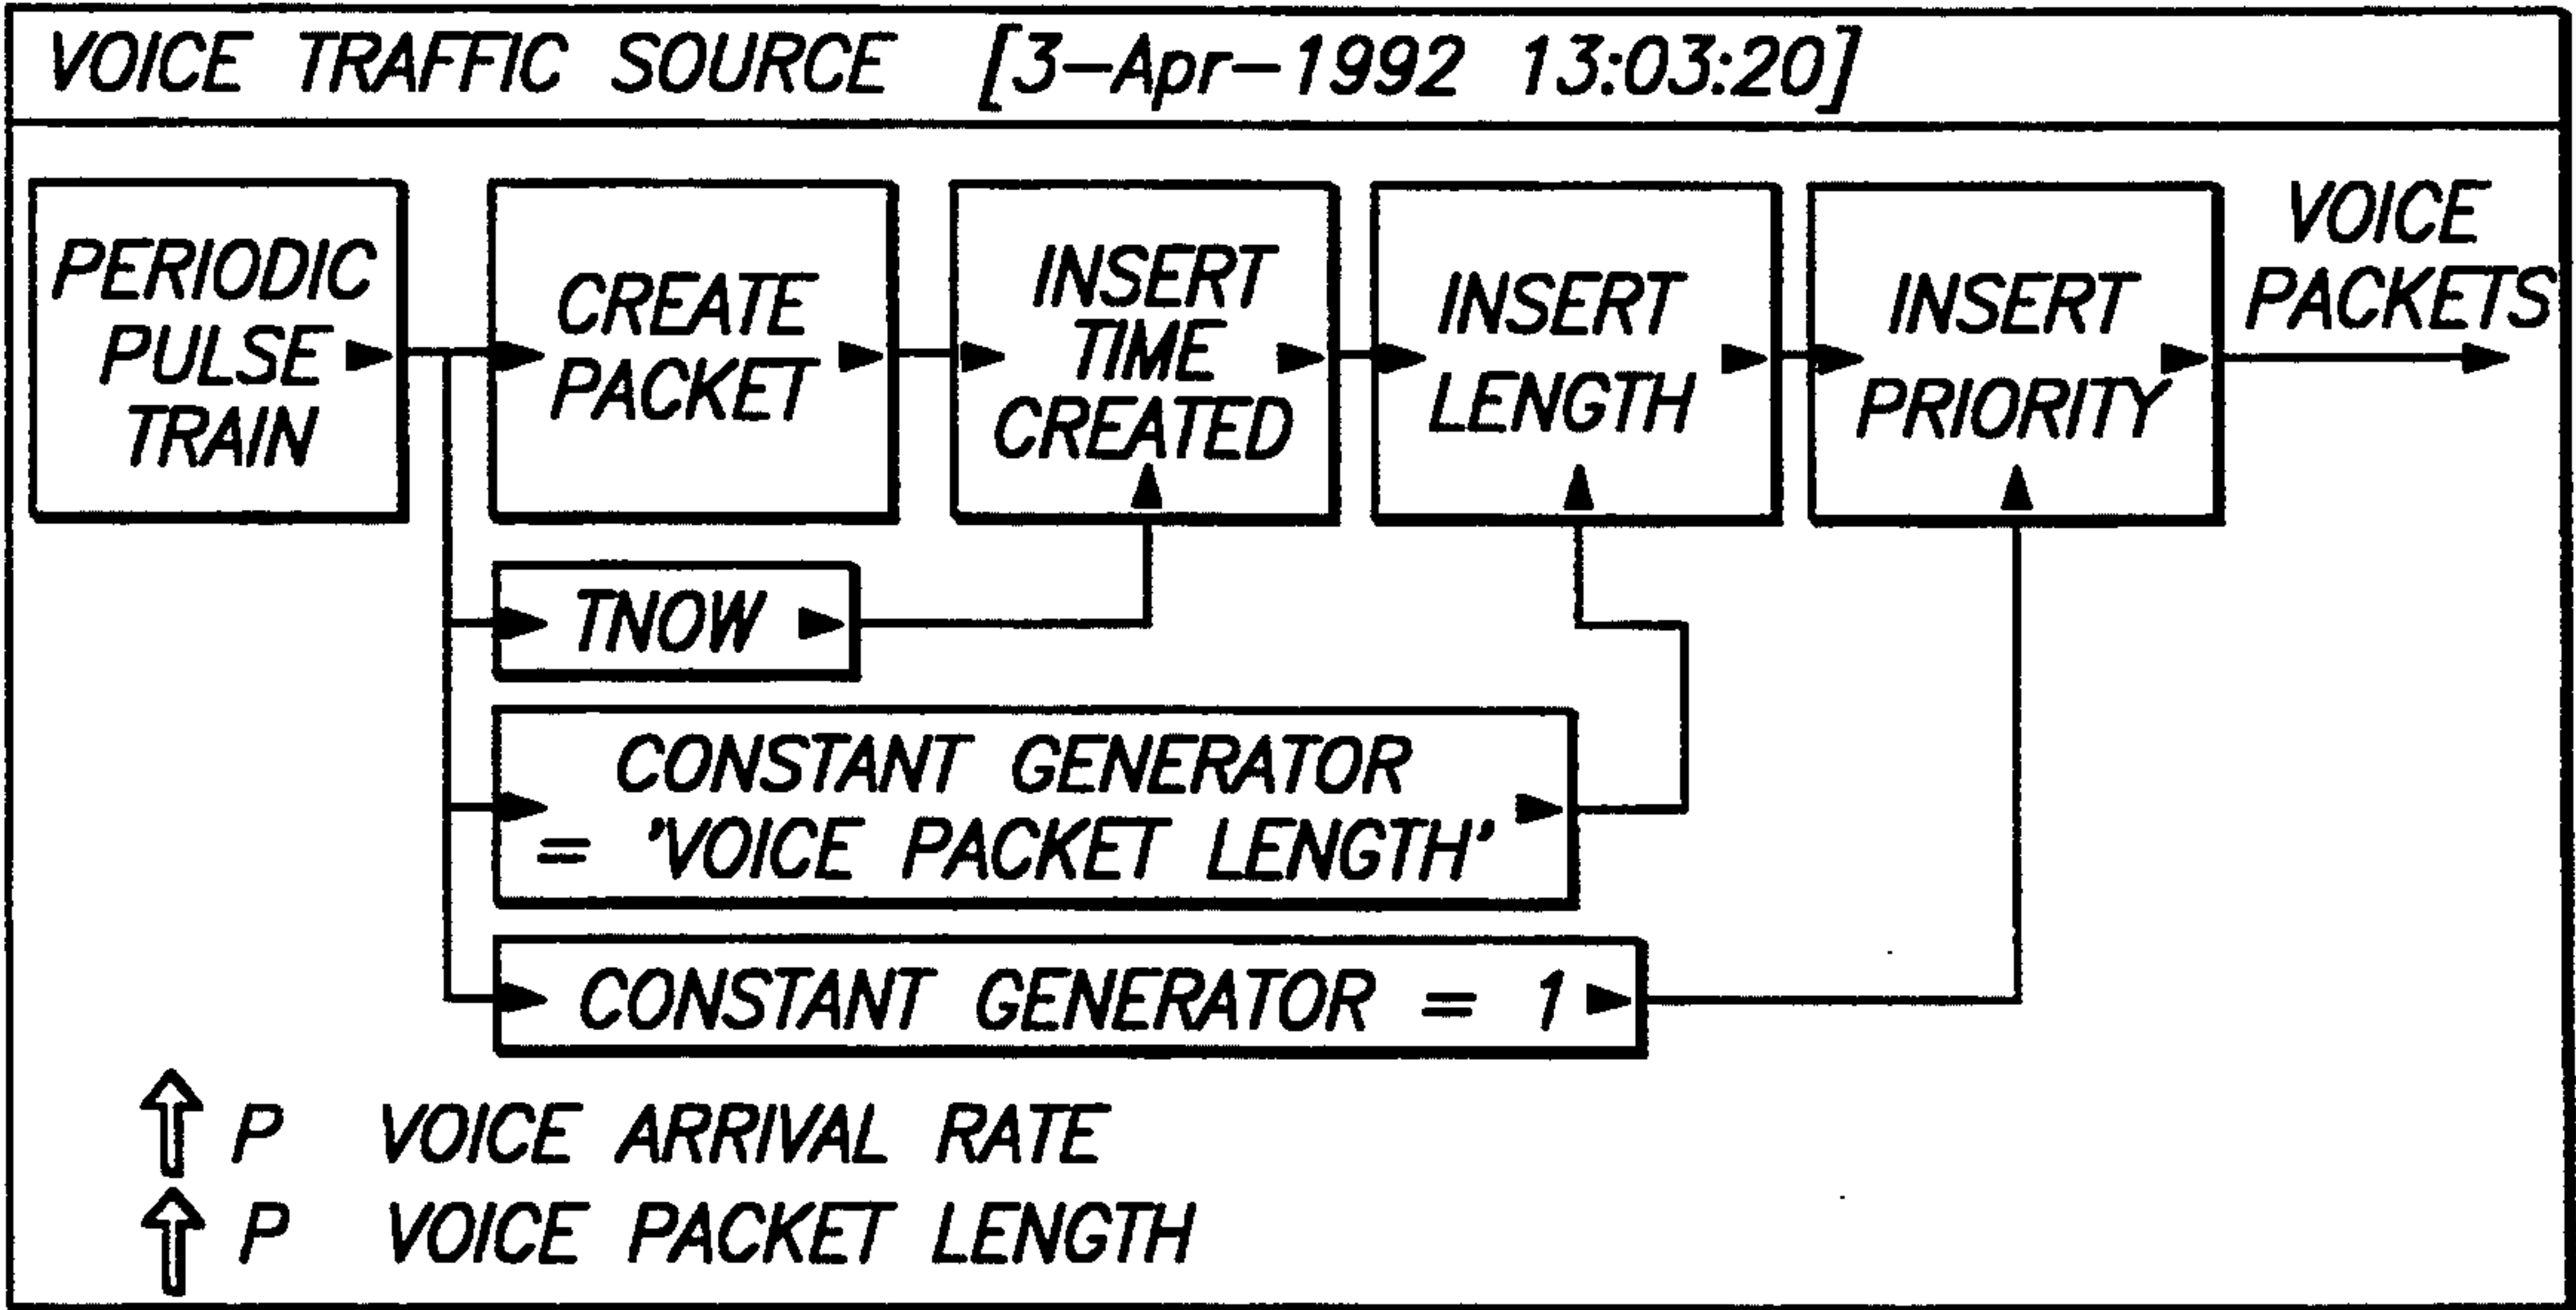 VOICE TRAFFIC SOURCE [3-Apr-1992 13:03:20]
PERIODIC
PULSE
TRAIN
CREATE
PACKET
INSERT
TIME
CREATED
INSERT
LENGTH
INSERT
PRIORITY
VOICE
PACKETS
TNOW
CONSTANT GENERATOR
= 'VOICE PACKET LENGTH'
CONSTANT GENERATOR = 1
P VOICE ARRIVAL RATE
P VOICE PACKET LENGTH